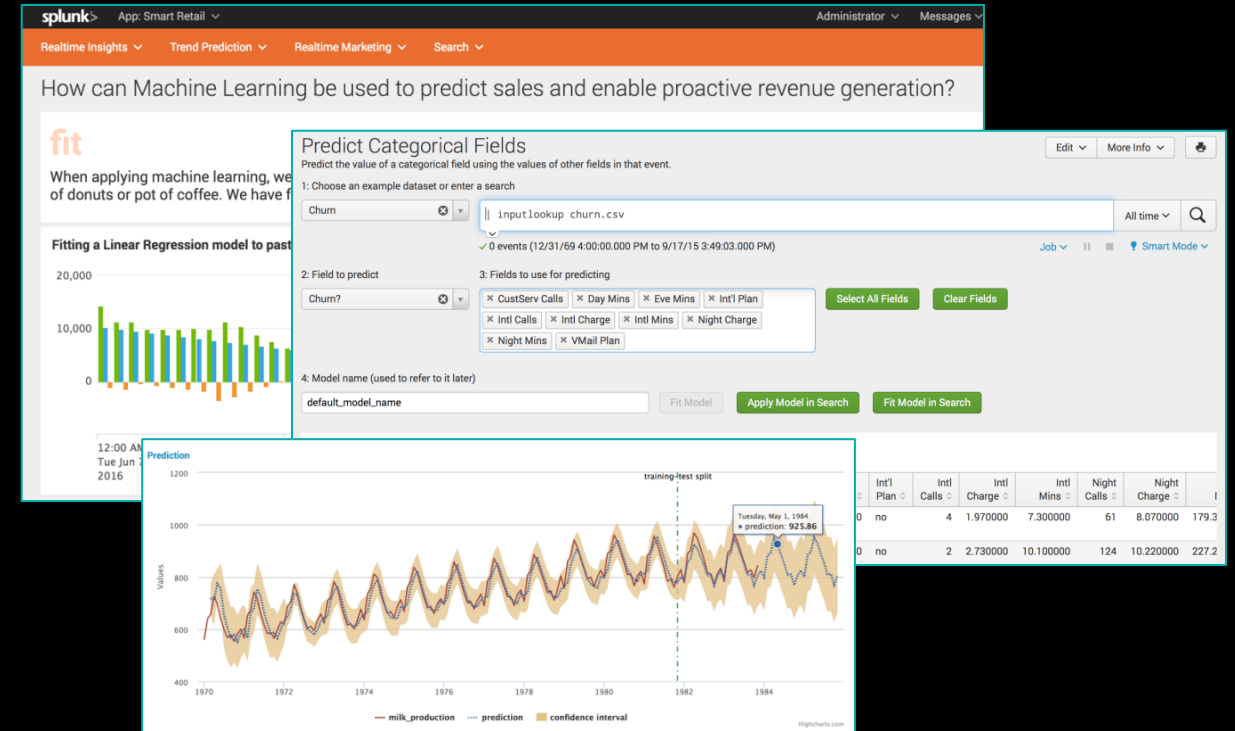 splunk> App: Smart Retail Administrator Messages
Realtime Insights Trend Prediction Realtime Marketing Search
How can Machine Learning be used to predict sales and enable proactive revenue generation?
fit
When applying machine learning, we
of donuts or pot of coffee. We have f
Fitting a Linear Regression model to past
20,000
10,000
0
12:00 AM
Tue Jun 7
2016
Predict Categorical Fields
Edit More Info
Predict the value of a categorical field using the values of other fields in that event.
1: Choose an example dataset or enter a search
Churn
| inputlookup churn.csv
All time
✓ 0 events (12/31/69 4:00:00.000 PM to 9/17/15 3:49:03.000 PM)
Job Smart Mode
2: Field to predict
3: Fields to use for predicting
Churn?
CustServ Calls Day Mins Eve Mins Int'l Plan
Intl Calls Intl Charge Intl Mins Night Charge
Night Mins VMail Plan
Select All Fields Clear Fields
4: Model name (used to refer to it later)
default_model_name
Fit Model Apply Model in Search Fit Model in Search
Int'l Plan Intl Calls Intl Charge Intl Mins Night Calls Night Charge
0 no 4 1.970000 7.300000 61 8.070000 179.3
0 no 2 2.730000 10.100000 124 10.220000 227.2
Prediction
training-test split
Tuesday, May 1, 1984
prediction: 925.86
Values
1200
1000
800
600
400
1970 1972 1974 1976 1978 1980 1982 1984
milk_production prediction confidence interval
Highcharts.com